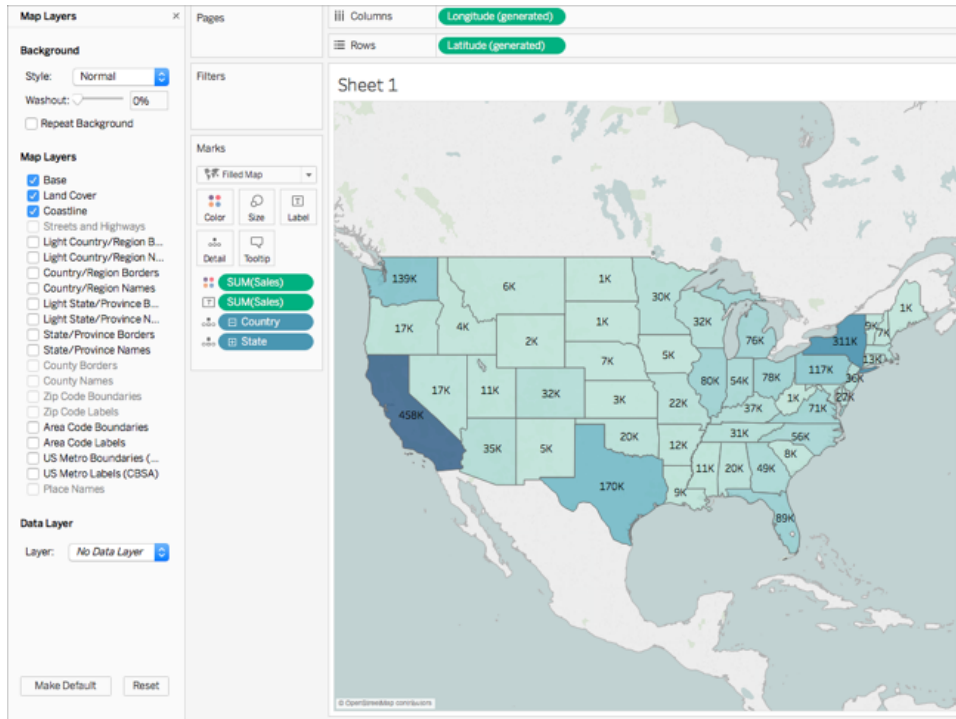 Map Layers
×
Background
Style: Normal
Washout: 0%
Repeat Background
Map Layers
Base
Land Cover
Coastline
Streets and Highways
Light Country/Region B...
Light Country/Region N...
Country/Region Borders
Country/Region Names
Light State/Province B...
Light State/Province N...
State/Province Borders
State/Province Names
County Borders
County Names
Zip Code Boundaries
Zip Code Labels
Area Code Boundaries
Area Code Labels
US Metro Boundaries (...
US Metro Labels (CBSA)
Place Names
Data Layer
Layer: No Data Layer
Make Default Reset
Pages
Filters
Marks
Filled Map
Color Size Label
Detail Tooltip
SUM(Sales)
SUM(Sales)
Country
State
Columns Longitude (generated)
Rows Latitude (generated)
Sheet 1
139K
6K
1K
30K
1K
17K
4K
1K
32K
76K
9K
7K
311K
2K
5K
13K
7K
117K
36K
17K
11K
32K
80K
54K
78K
1K
27K
3K
22K
37K
71K
458K
31K
56K
35K
5K
20K
12K
8K
11K
20K
49K
170K
9K
89K
© OpenStreetMap contributors